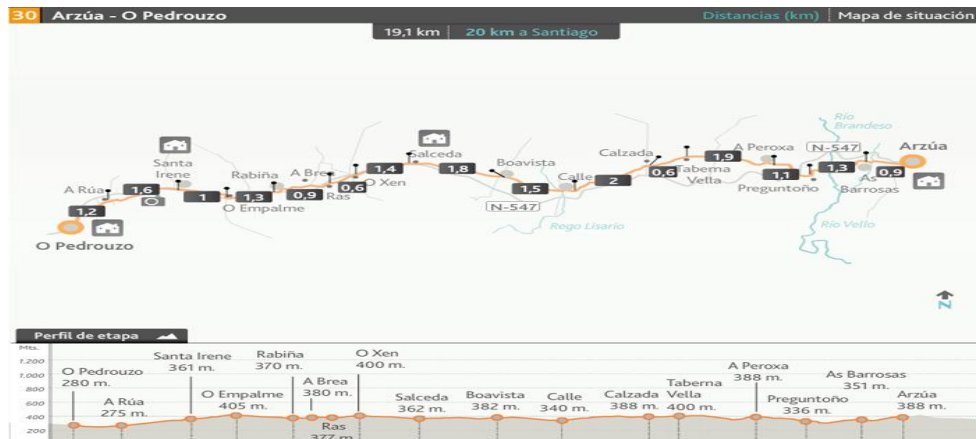 30 Arzúa - O Pedrouzo
Distancias (km) | Mapa de situación
19,1 km | 20 km a Santiago
Río
Brandeso
N-547
Arzúa
A Peroxa
Calzada
Salceda
Boavista
Santa
Irene
Rabiña
A Brea
A Rúa
1,9
1,4
1,8
1,3
0,9
0,6
1,1
Taberna
Vella
Preguntoño
As
Barrosas
Calle
2
1,5
O Xen
0,6
Ras
0,9
1,3
1
1,6
O Empalme
N-547
1,2
Rego Lisario
Río Vello
O Pedrouzo
N
Perfil de etapa
Mts.
1.200
1.000
800
600
400
200
O Pedrouzo
280 m.
A Rúa
275 m.
Santa Irene
361 m.
O Empalme
405 m.
Rabiña
370 m.
A Brea
380 m.
Ras
377 m.
O Xen
400 m.
Salceda
362 m.
Boavista
382 m.
Calle
340 m.
Calzada
388 m.
Taberna
Vella
400 m.
A Peroxa
388 m.
Preguntoño
336 m.
As Barrosas
351 m.
Arzúa
388 m.